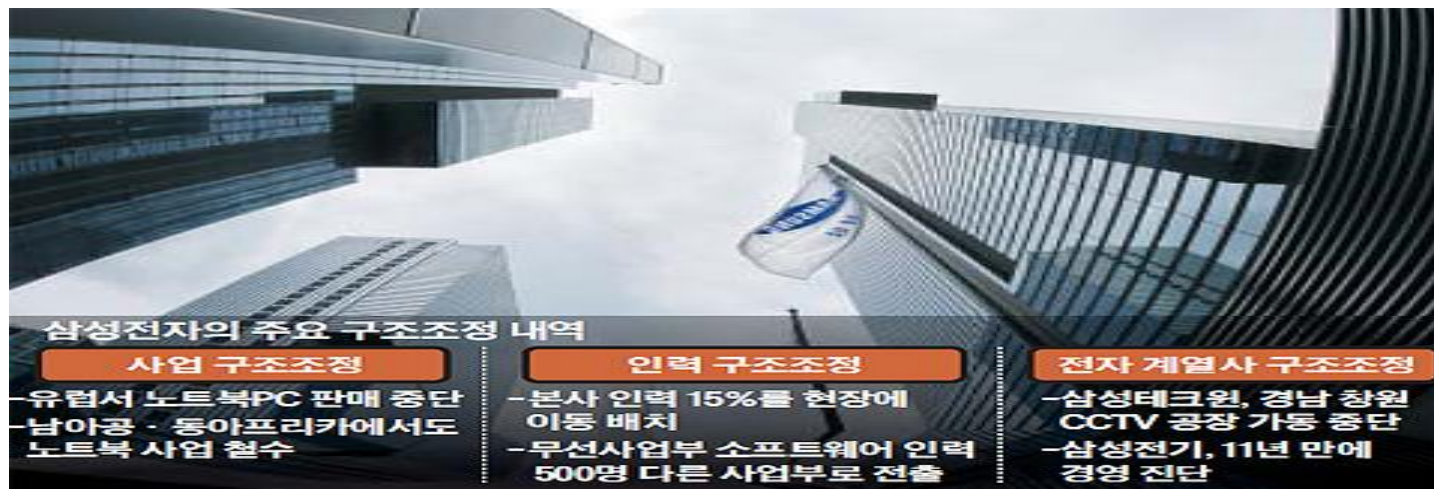 SAMSUNG
삼성전자의 주요 구조조정 내역
사업 구조조정
-유럽서 노트북PC 판매 중단
-남아공·동아프리카에서도
노트북 사업 철수
인력 구조조정
-본사 인력 15%를 현장에
이동 배치
-무선사업부 소프트웨어 인력
500명 다른 사업부로 전출
전자 계열사 구조조정
-삼성테크윈, 경남 창원
CCTV 공장 가동 중단
-삼성전기, 11년 만에
경영 진단